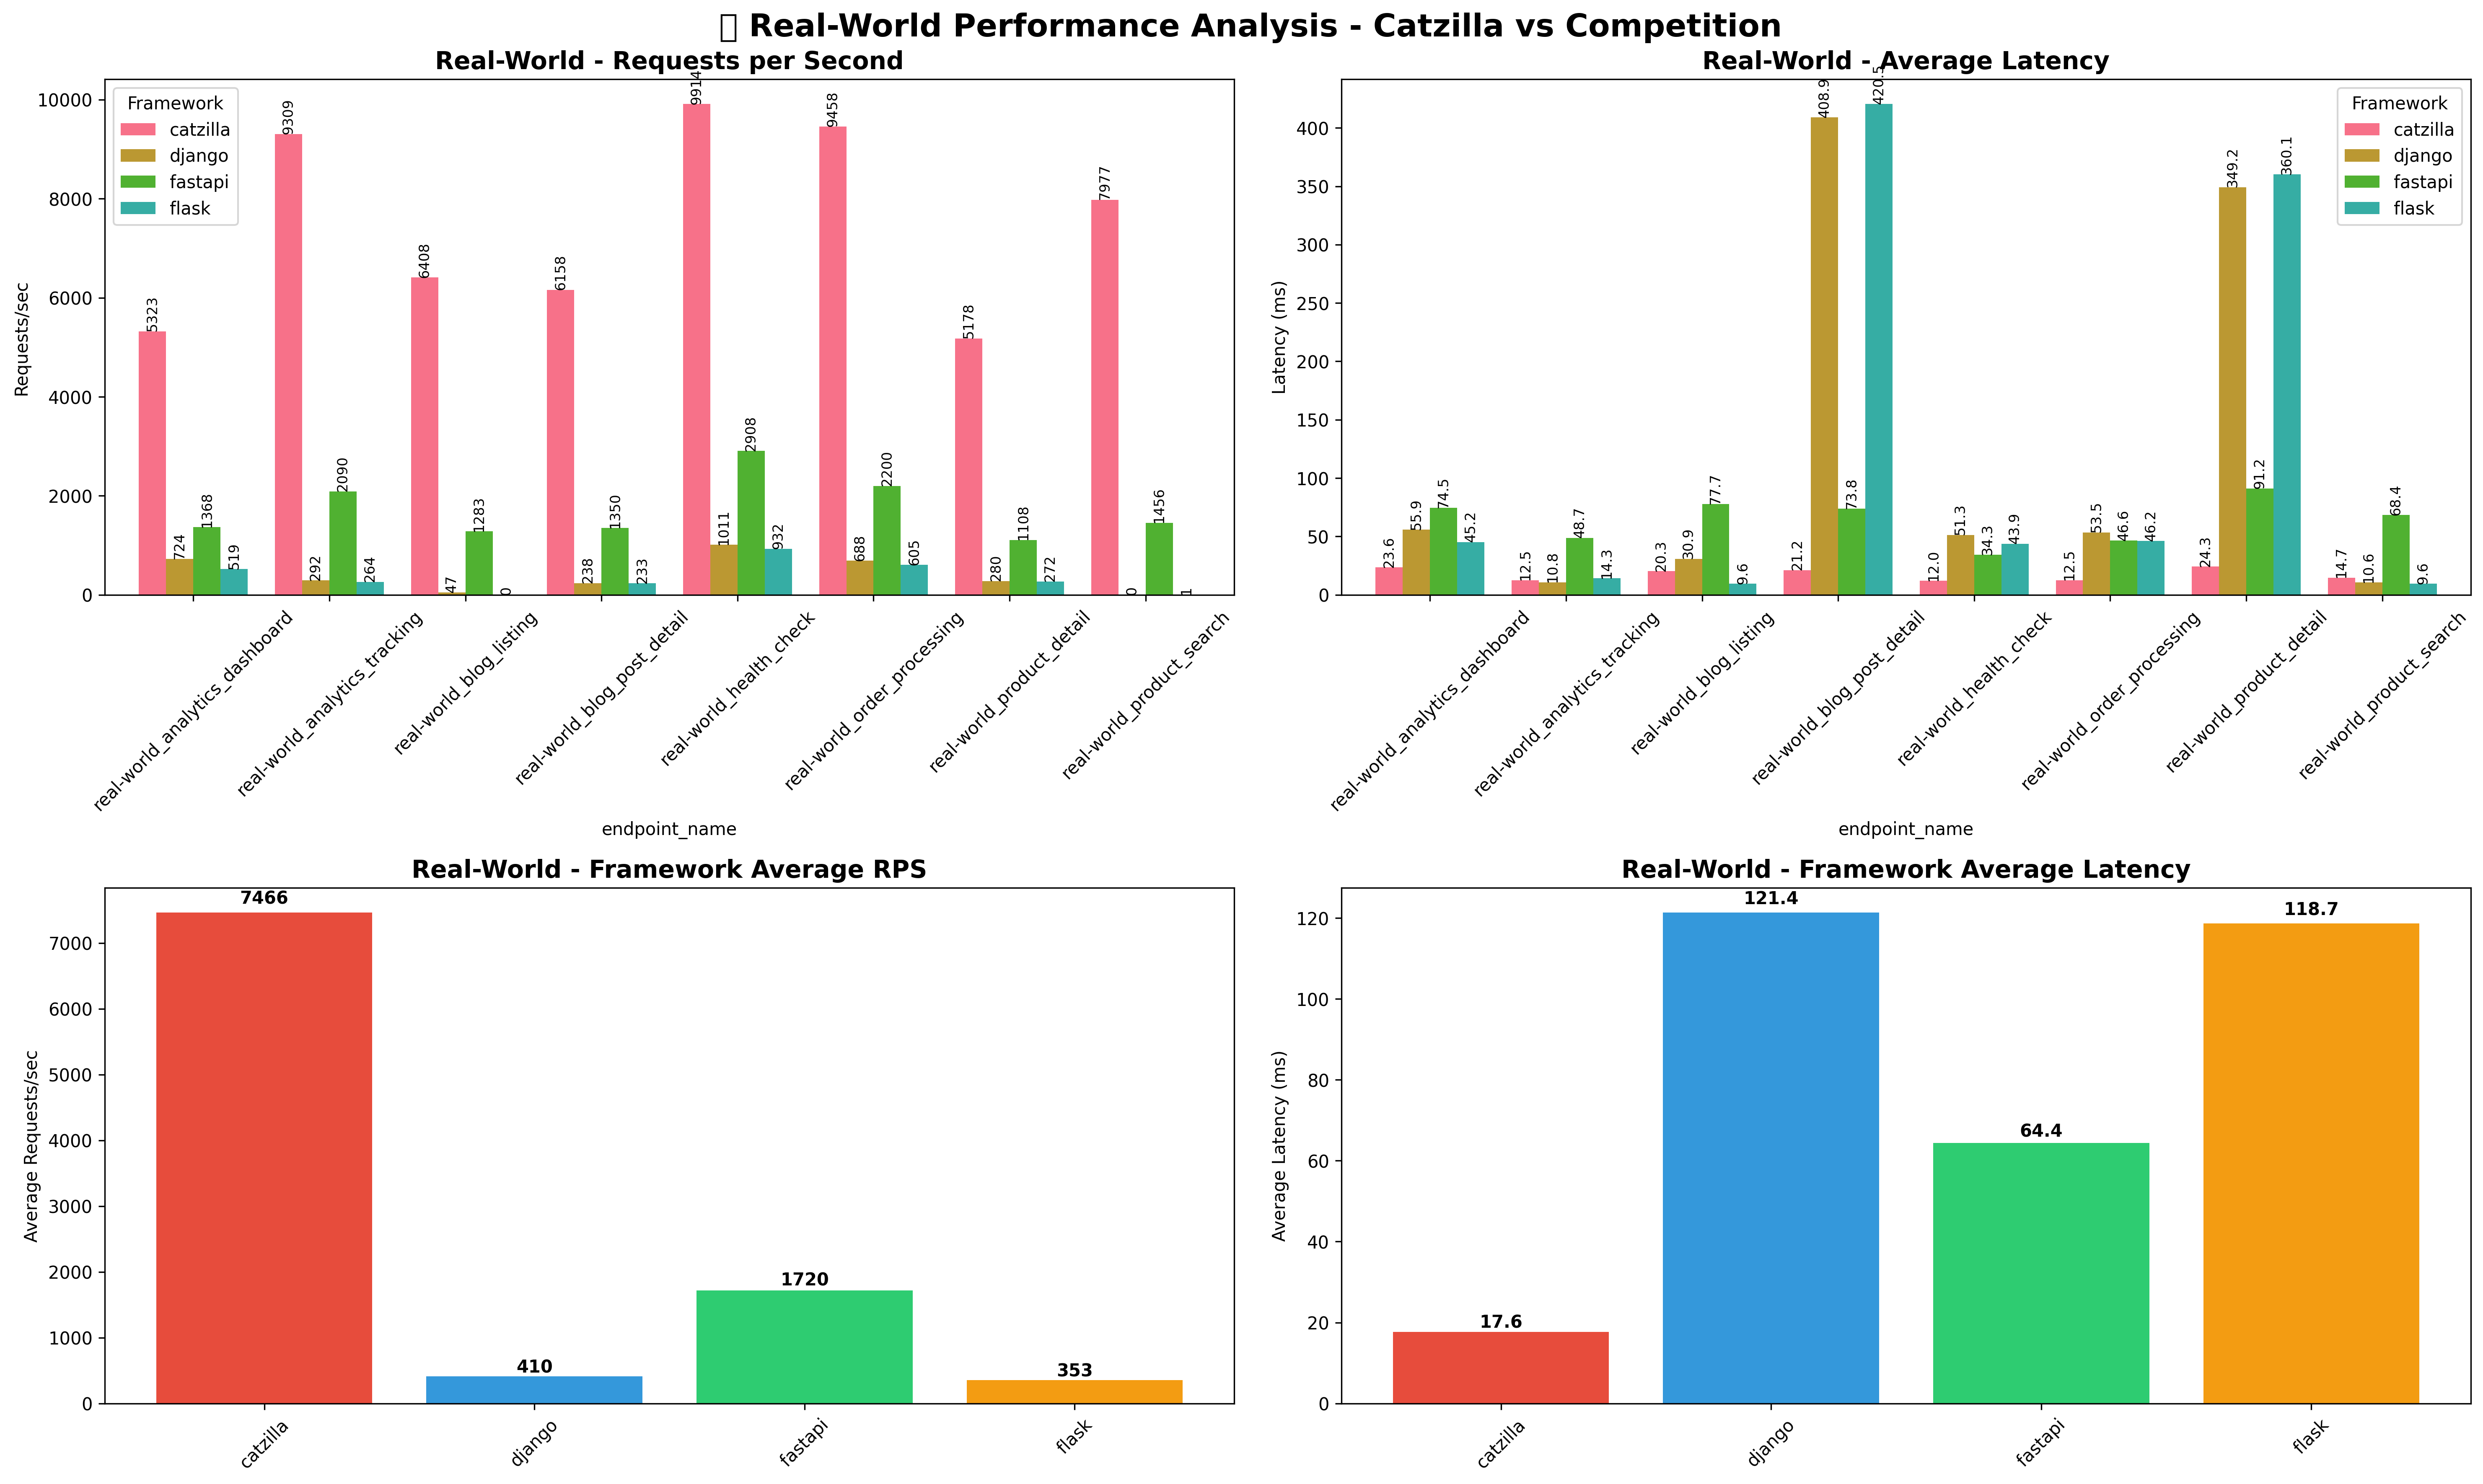 Real-World Performance Analysis - Catzilla vs Competition
Real-World - Requests per Second
Requests/sec
10000
8000
6000
4000
2000
0
Framework
catzilla
django
fastapi
flask
5323
724
1368
519
9309
292
2090
264
6408
47
1283
0
6158
238
1350
233
9914
1011
2908
932
9458
688
2200
605
5178
280
1108
272
7977
0
1456
1
real-world_analytics_dashboard
real-world_analytics_tracking
real-world_blog_listing
real-world_blog_post_detail
real-world_health_check
real-world_order_processing
real-world_product_detail
real-world_product_search
endpoint_name
Real-World - Average Latency
Latency (ms)
400
350
300
250
200
150
100
50
0
Framework
catzilla
django
fastapi
flask
23.6
55.9
74.5
45.2
12.5
10.8
48.7
14.3
20.3
30.9
77.7
9.6
21.2
408.9
73.8
420.5
12.0
51.3
34.3
43.9
12.5
53.5
46.6
46.2
24.3
349.2
91.2
360.1
14.7
10.6
68.4
9.6
real-world_analytics_dashboard
real-world_analytics_tracking
real-world_blog_listing
real-world_blog_post_detail
real-world_health_check
real-world_order_processing
real-world_product_detail
real-world_product_search
endpoint_name
Real-World - Framework Average RPS
Average Requests/sec
7000
6000
5000
4000
3000
2000
1000
0
7466
410
1720
353
catzilla
django
fastapi
flask
Real-World - Framework Average Latency
Average Latency (ms)
120
100
80
60
40
20
0
17.6
121.4
64.4
118.7
catzilla
django
fastapi
flask